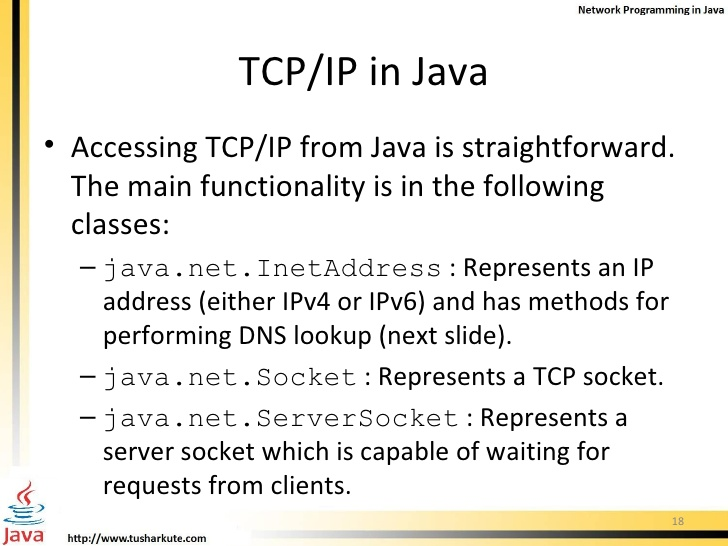 Network Programming in Java
TCP/IP in Java
• Accessing TCP/IP from Java is straightforward.
The main functionality is in the following
classes:
– java.net.InetAddress : Represents an IP
address (either IPv4 or IPv6) and has methods for
performing DNS lookup (next slide).
– java.net.Socket : Represents a TCP socket.
– java.net.ServerSocket : Represents a
server socket which is capable of waiting for
requests from clients.
18
Java
http://www.tusharkute.com